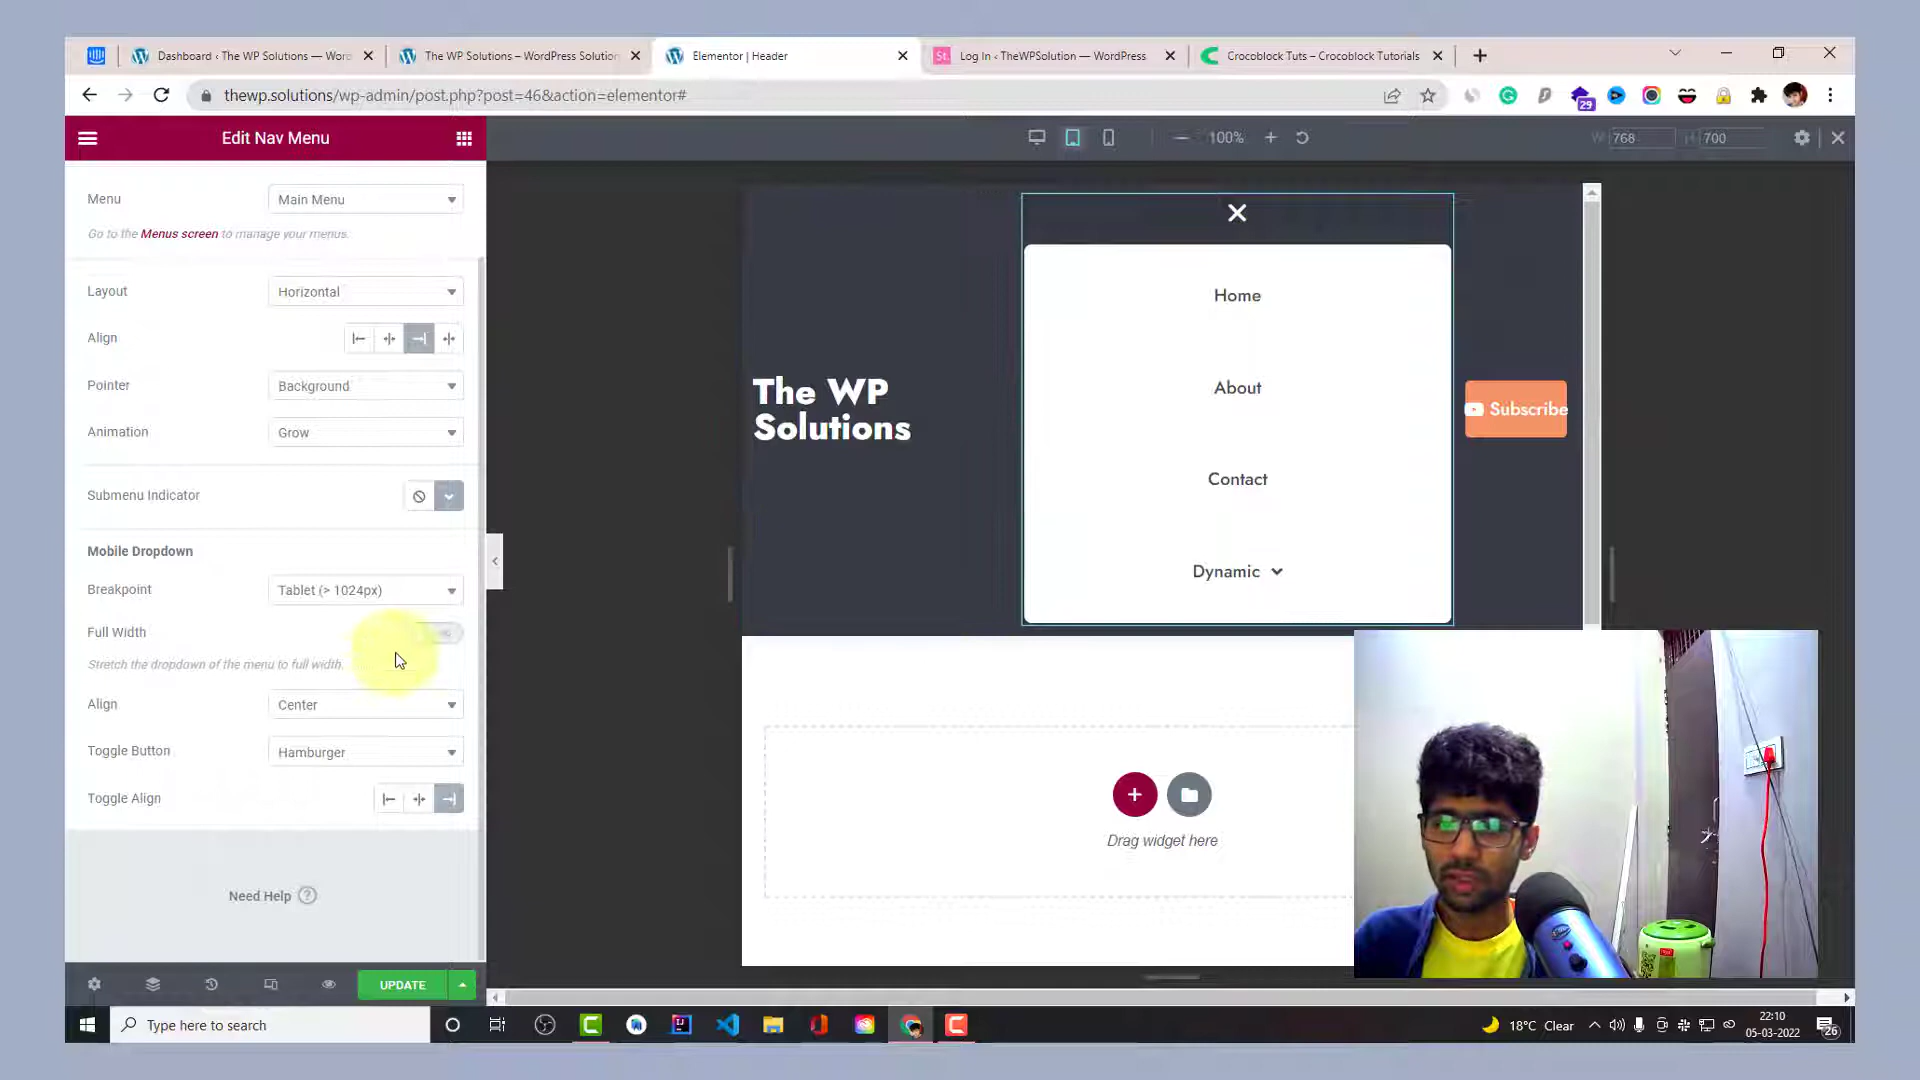 Dashboard ‹ The WP Solutions — Wor
The WP Solutions – WordPress Solution
Elementor | Header
St.
Log In ‹ TheWPSolution — WordPress
Crocoblock Tuts – Crocoblock Tutorials
thewp.solutions/wp-admin/post.php?post=46&action=elementor#
29
Edit Nav Menu
100%
W 768
H 700
Menu
Main Menu
Go to the Menus screen to manage your menus.
Layout
Horizontal
Align
Pointer
Background
Animation
Grow
Submenu Indicator
Mobile Dropdown
Breakpoint
Tablet (> 1024px)
Full Width
Stretch the dropdown of the menu to full width.
Align
Center
Toggle Button
Hamburger
Toggle Align
Need Help
UPDATE
Home
About
Contact
Dynamic
The WP
Solutions
Subscribe
Drag widget here
Type here to search
18°C Clear
22:10
05-03-2022
26